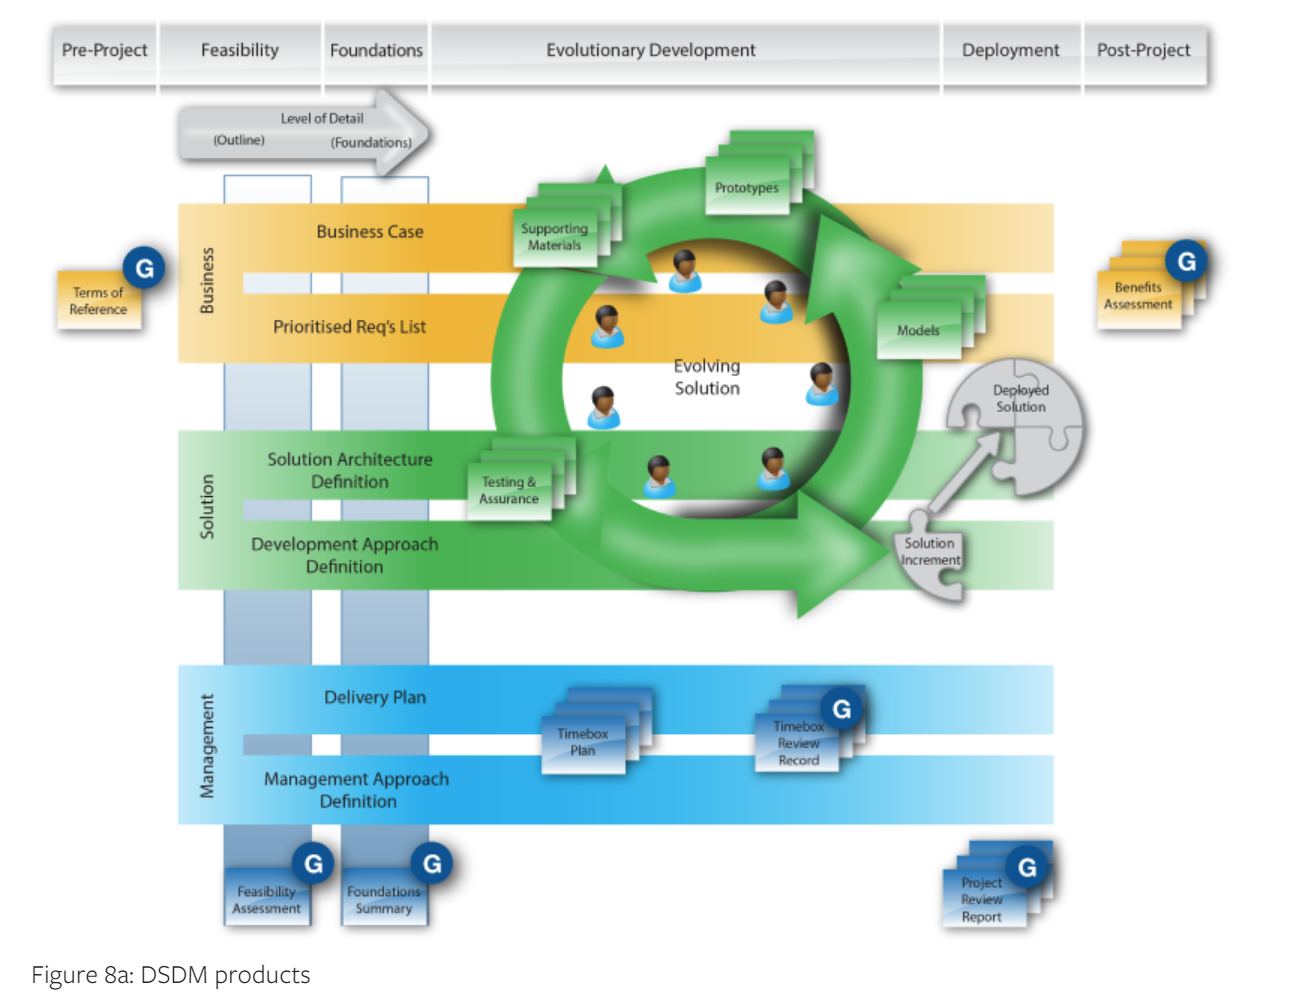 Pre-Project
Feasibility
Foundations
Evolutionary Development
Deployment
Post-Project
Level of Detail
(Outline)
(Foundations)
Business
Business Case
Prioritised Req's List
Terms of
Reference
G
Supporting
Materials
Prototypes
Models
Evolving
Solution
Testing &
Assurance
Benefits
Assessment
G
Deployed
Solution
Solution
Increment
Solution
Solution Architecture
Definition
Development Approach
Definition
Management
Delivery Plan
Management Approach
Definition
Timebox
Plan
Timebox
Review
Record
G
Feasibility
Assessment
G
Foundations
Summary
G
Project
Review
Report
G
Figure 8a: DSDM products